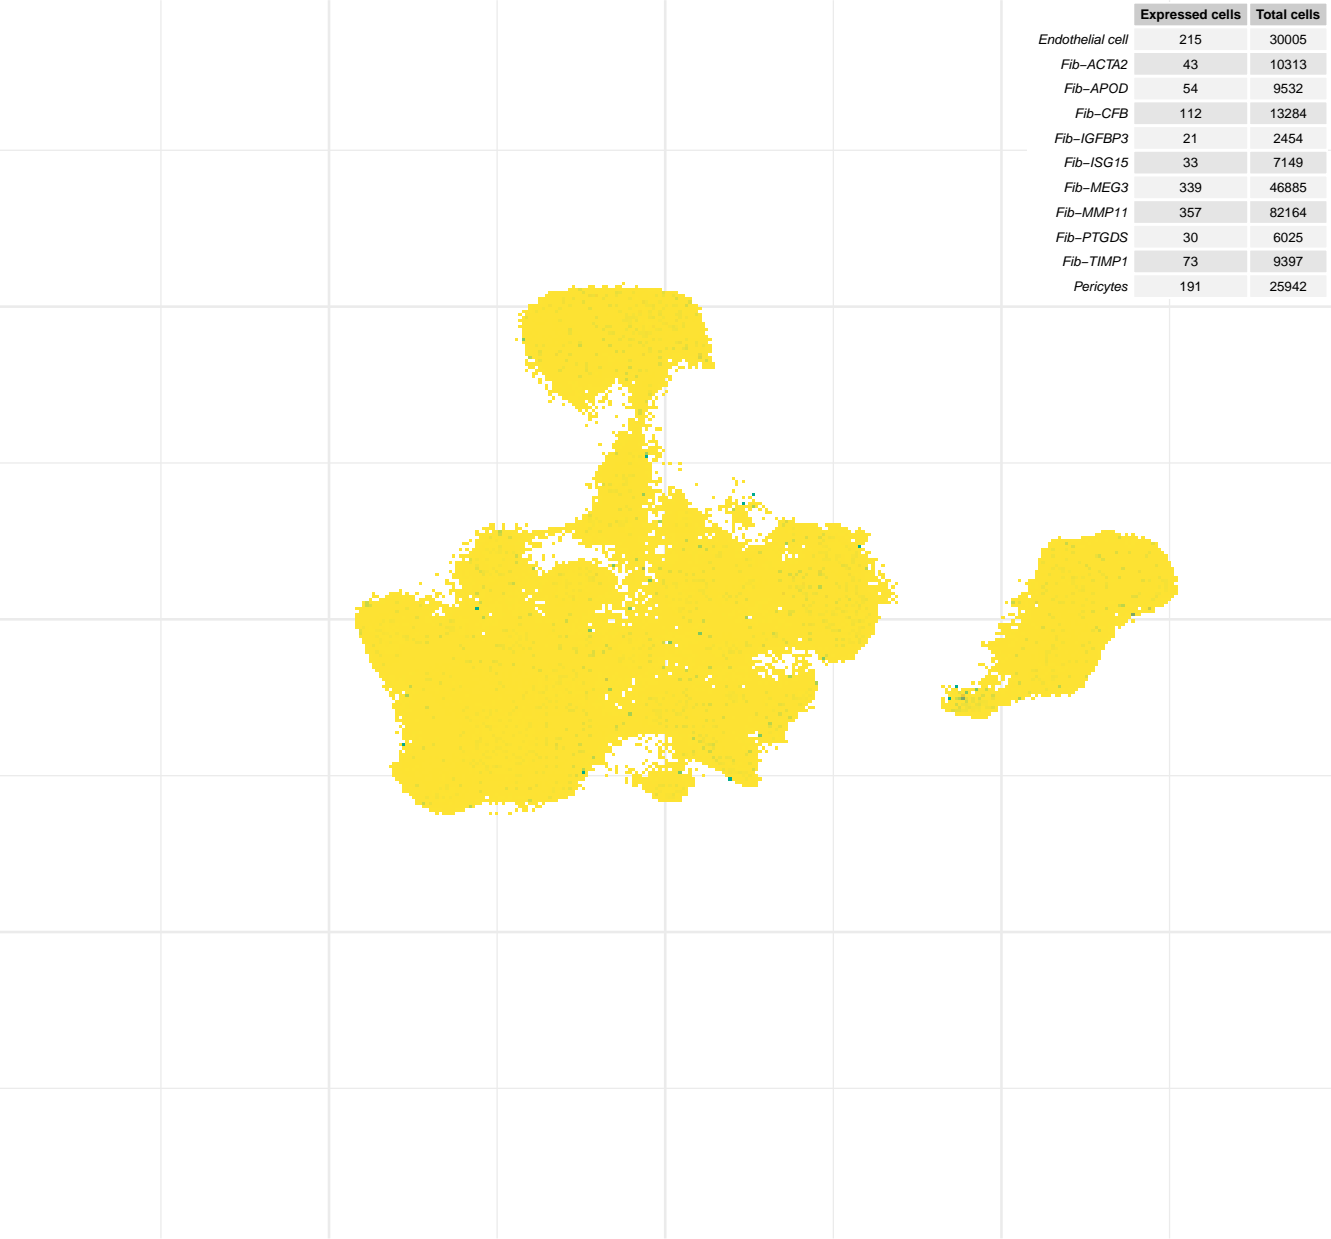 Expressed cells Total cells
Endothelial cell 215 30005
Fib−ACTA2 43 10313
Fib−APOD 54 9532
Fib−CFB 112 13284
Fib−IGFBP3 21 2454
Fib−ISG15 33 7149
Fib−MEG3 339 46885
Fib−MMP11 357 82164
Fib−PTGDS 30 6025
Fib−TIMP1 73 9397
Pericytes 191 25942